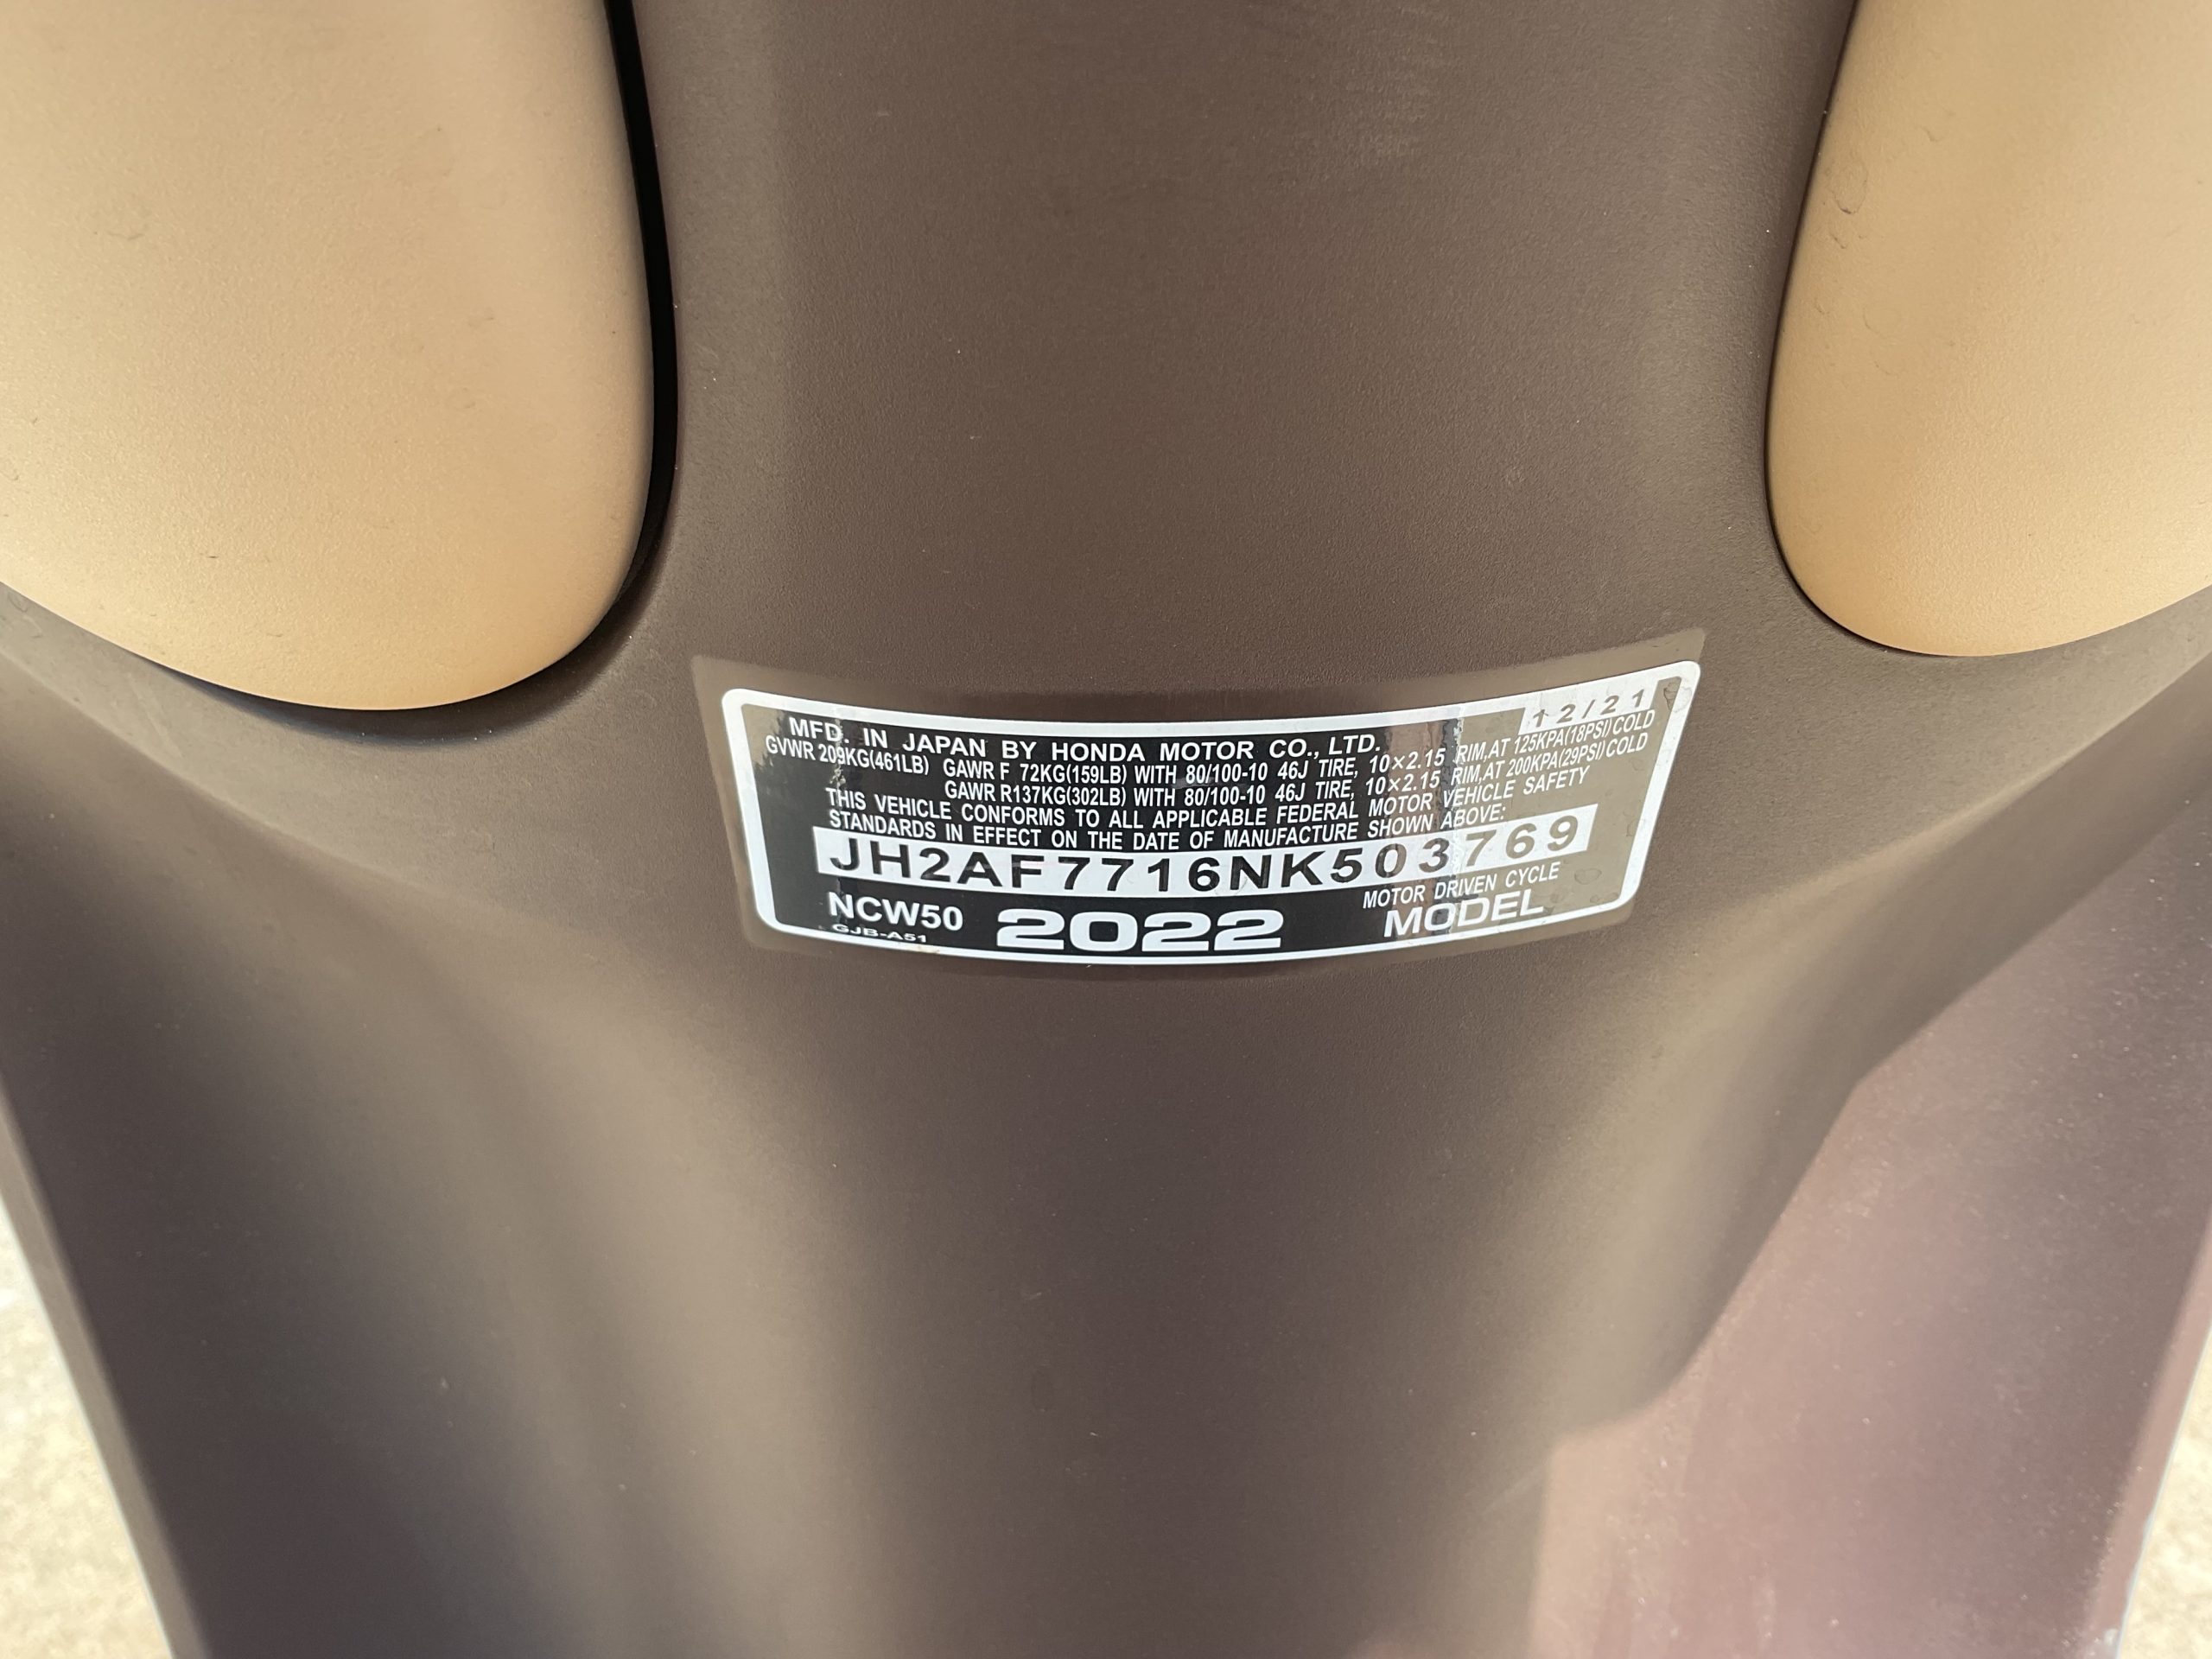 12/21
MFD. IN JAPAN BY HONDA MOTOR CO., LTD.
GVWR 209KG(461LB) GAWR F 72KG(159LB) WITH 80/100-10 46J TIRE, 10×2.15 RIM,AT 125KPA(18PSI)COLD
GAWR R137KG(302LB) WITH 80/100-10 46J TIRE, 10×2.15 RIM,AT 200KPA(29PSI)COLD
THIS VEHICLE CONFORMS TO ALL APPLICABLE FEDERAL MOTOR VEHICLE SAFETY
STANDARDS IN EFFECT ON THE DATE OF MANUFACTURE SHOWN ABOVE:
JH2AF7716NK503769
MOTOR DRIVEN CYCLE
NCW50 2022 MODEL
GJB-A51